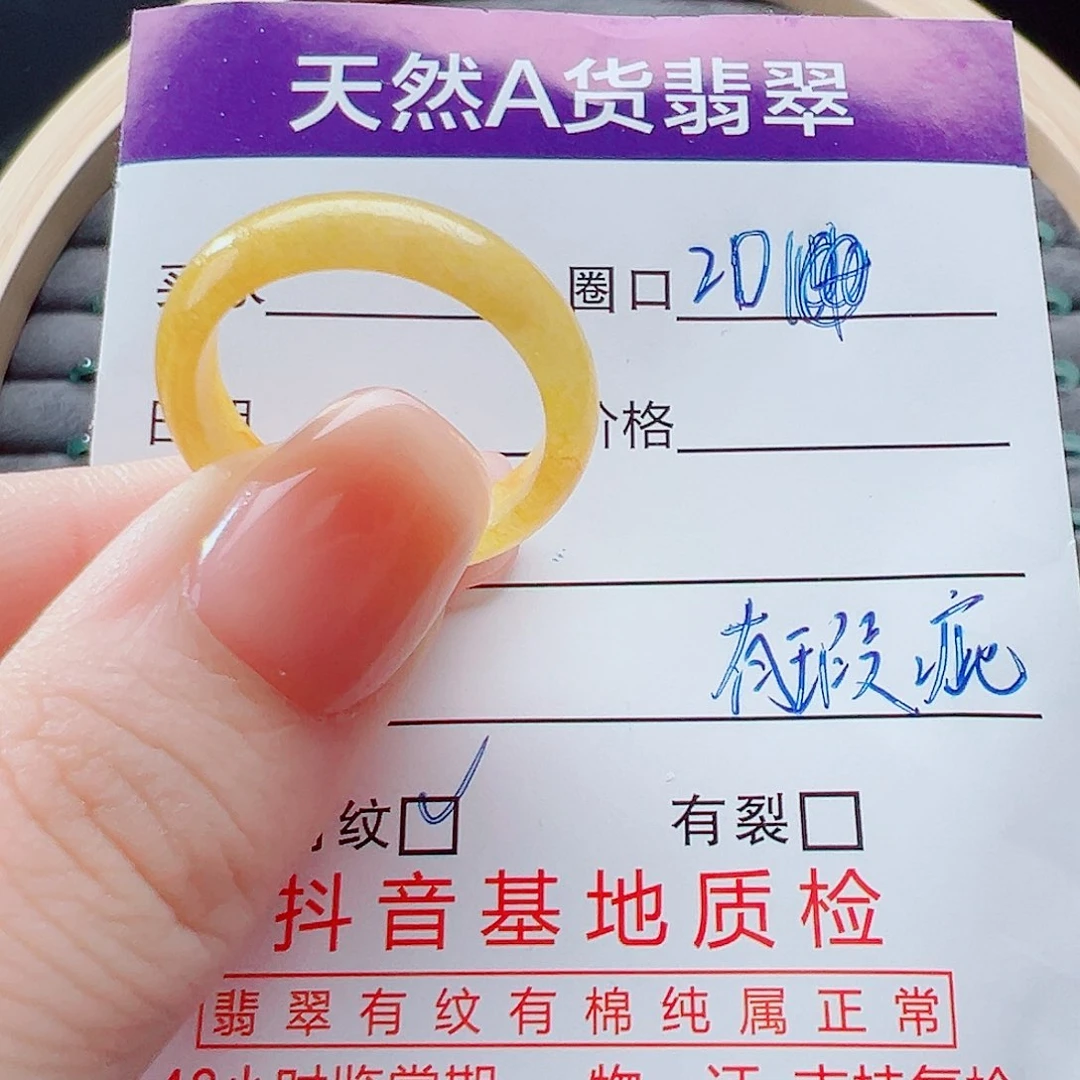 天然A货翡翠
圈口 20
价格
有瑕疵
纹 有裂
抖音基地质检
翡翠有纹有棉纯属正常